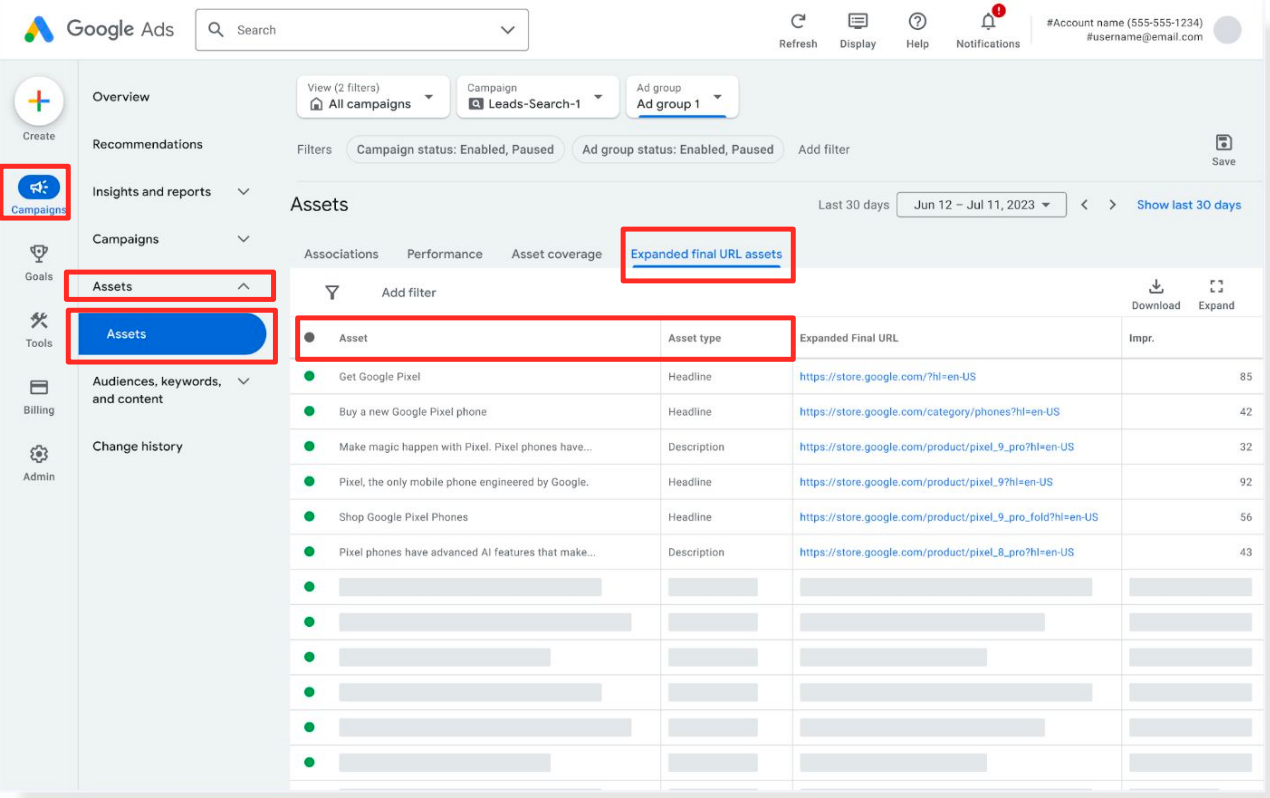 Google Ads
Search
Refresh
Display
Help
Notifications
#Account name (555-555-1234)
#username@email.com
Create
Campaigns
Goals
Tools
Billing
Admin
Overview
Recommendations
Insights and reports
Campaigns
Assets
Assets
Audiences, keywords,
and content
Change history
View (2 filters)
All campaigns
Campaign
Leads-Search-1
Ad group
Ad group 1
Filters
Campaign status: Enabled, Paused
Ad group status: Enabled, Paused
Add filter
Save
Assets
Last 30 days
Jun 12 – Jul 11, 2023
Show last 30 days
Associations
Performance
Asset coverage
Expanded final URL assets
Add filter
Download
Expand
Asset Asset type Expanded Final URL Impr.
Get Google Pixel Headline https://store.google.com/?hl=en-US 85
Buy a new Google Pixel phone Headline https://store.google.com/category/phones?hl=en-US 42
Make magic happen with Pixel. Pixel phones have... Description https://store.google.com/product/pixel_9_pro?hl=en-US 32
Pixel, the only mobile phone engineered by Google. Headline https://store.google.com/product/pixel_9?hl=en-US 92
Shop Google Pixel Phones Headline https://store.google.com/product/pixel_9_pro_fold?hl=en-US 56
Pixel phones have advanced AI features that make... Description https://store.google.com/product/pixel_8_pro?hl=en-US 43